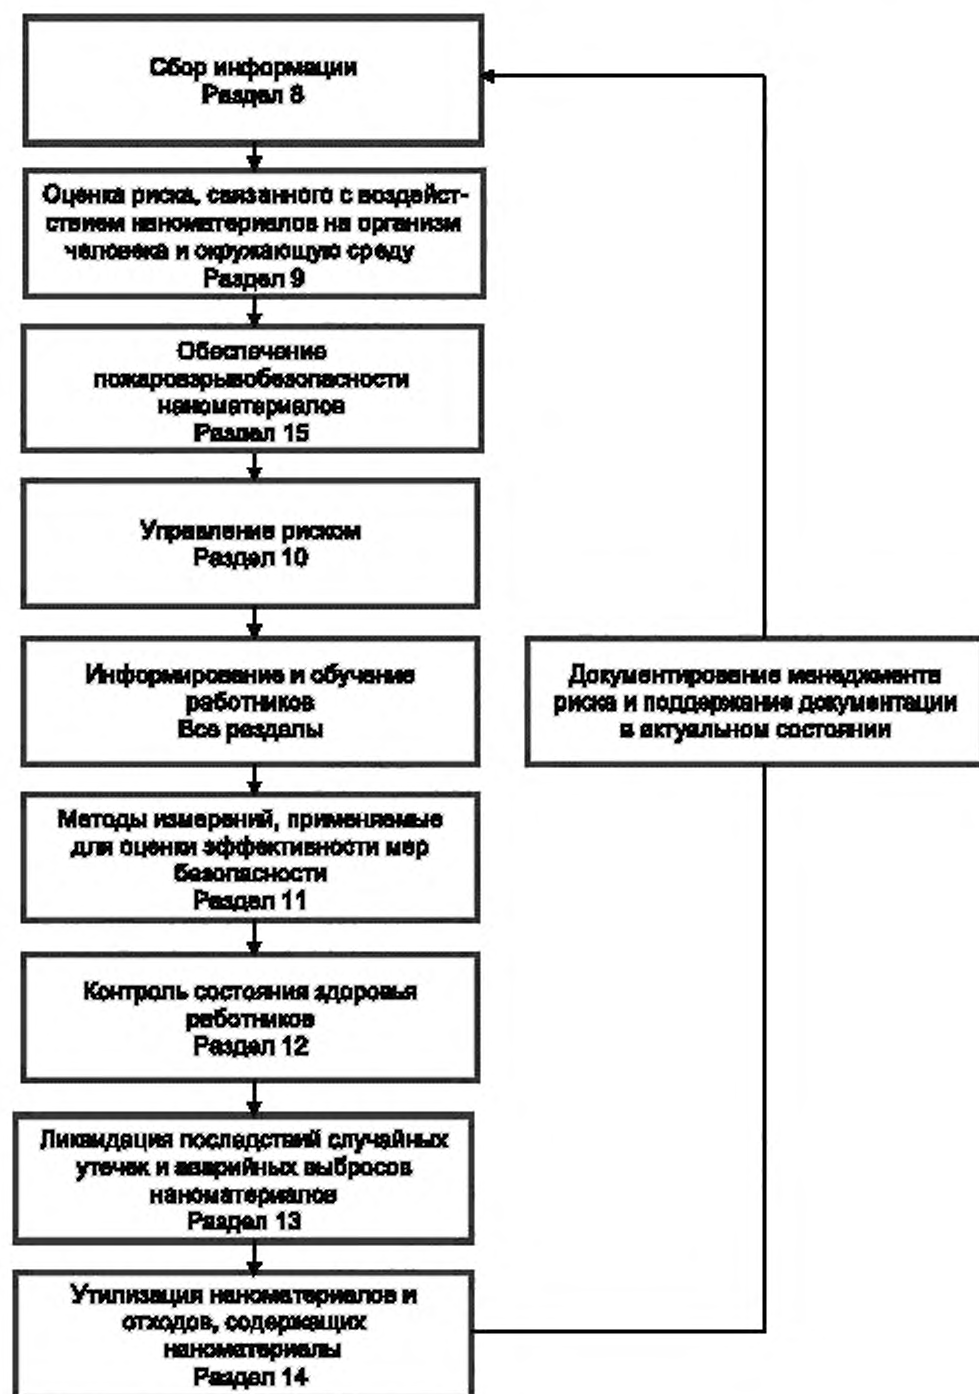 Сбор информации
Раздел 8
Оценка риска, связанного с воздейст-
ствием наноматериалов на организм
человека и окружающую среду
Раздел 9
Обеспечение
пожаровзрывобезопасности
наноматериалов
Раздел 15
Управление риском
Раздел 10
Информирование и обучение
работников
Все разделы
Документирование менеджмента
риска и поддержание документации
в актуальном состоянии
Методы измерений, применяемые
для оценки эффективности мер
безопасности
Раздел 11
Контроль состояния здоровья
работников
Раздел 12
Ликвидация последствий случайных
утечек и аварийных выбросов
наноматериалов
Раздел 13
Утилизация наноматериалов и
отходов, содержащих
наноматериалы
Раздел 14